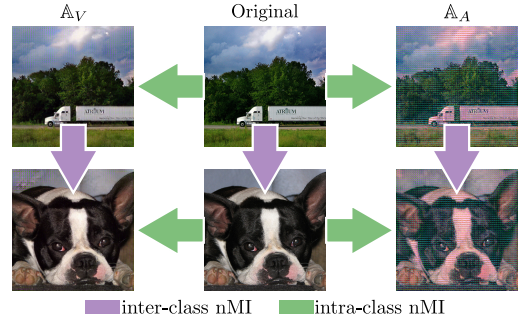 𝔸_V Original 𝔸_A
inter-class nMI intra-class nMI